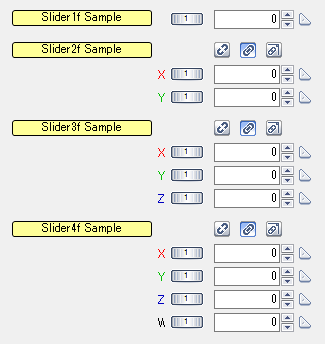 Slider1f Sample 1 0
Slider2f Sample
X 1 0
Y 1 0
Slider3f Sample
X 1 0
Y 1 0
Z 1 0
Slider4f Sample
X 1 0
Y 1 0
Z 1 0
W 1 0